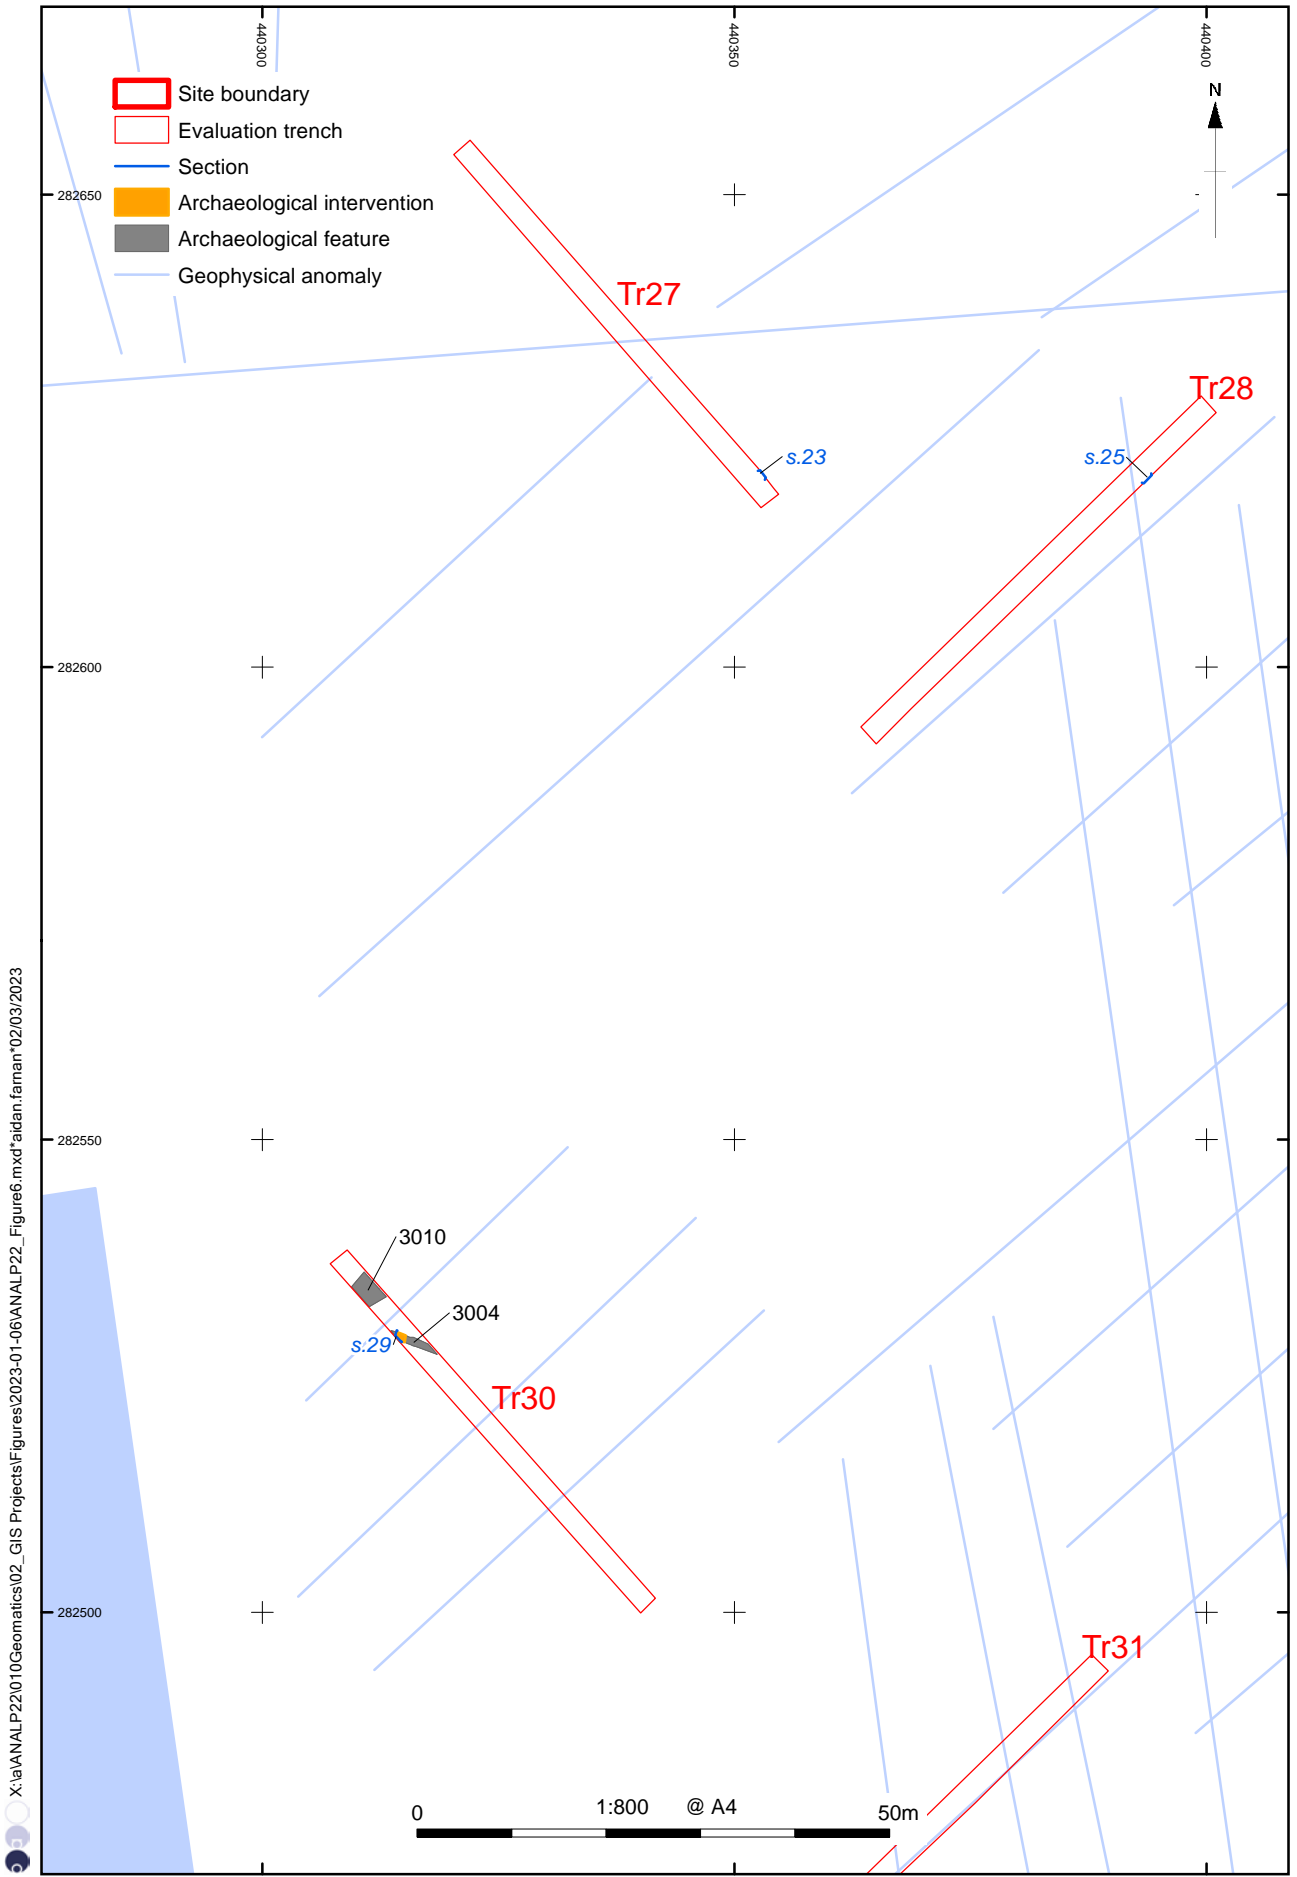 440300
440350
440400
N
Site boundary
Evaluation trench
Section
Archaeological intervention
Archaeological feature
Geophysical anomaly
282650
Tr27
Tr28
s.23
s.25
282600
282550
3010
3004
s.29
Tr30
282500
Tr31
0
1:800 @ A4
50m
X:\a\ANALP22\010Geomatics\02_GIS Projects\Figures\2023-01-06\ANALP22_Figure6.mxd*aidan.farnan*02/03/2023